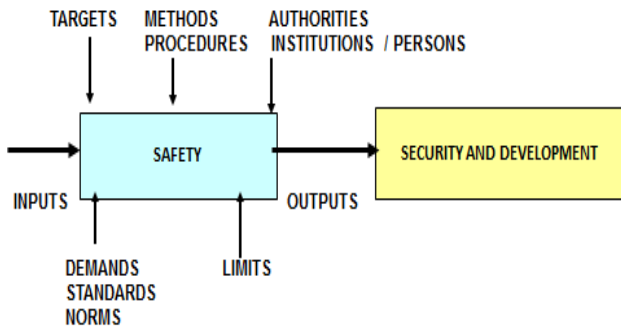 TARGETS
METHODS
PROCEDURES
AUTHORITIES
INSTITUTIONS / PERSONS
SAFETY
SECURITY AND DEVELOPMENT
INPUTS
OUTPUTS
DEMANDS
STANDARDS
NORMS
LIMITS